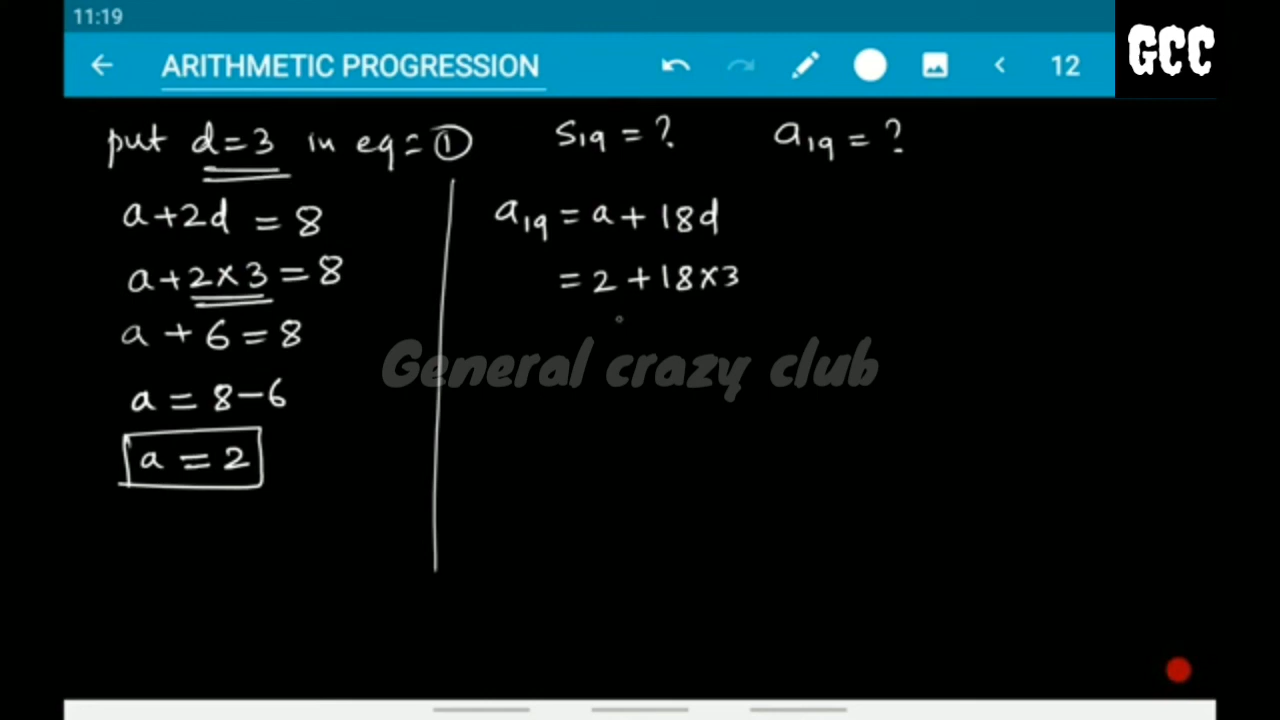 11:19
ARITHMETIC PROGRESSION
12
GCC
put d=3 in eq= ①
S₁₉ = ?
a₁₉ = ?
a+2d = 8
a+2×3 = 8
a + 6 = 8
a = 8-6
a = 2
a₁₉ = a + 18d
= 2 + 18×3
General crazy club